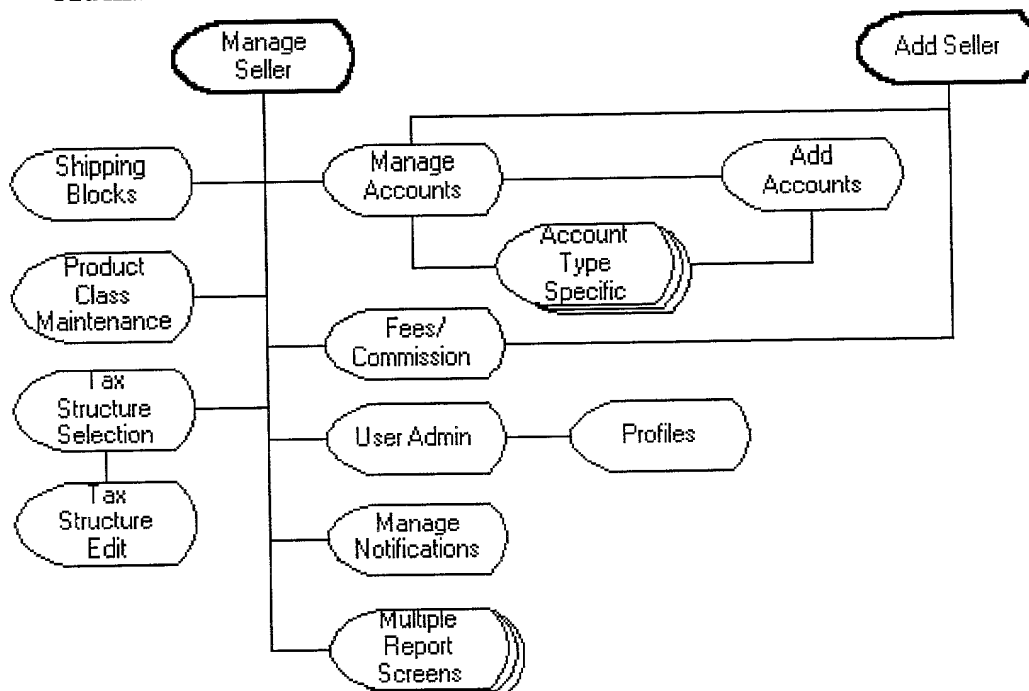 Manage
Seller
Add Seller
Shipping
Blocks
Manage
Accounts
Add
Accounts
Account
Type
Specific
Product
Class
Maintenance
Fees/
Commission
Tax
Structure
Selection
User Admin
Profiles
Tax
Structure
Edit
Manage
Notifications
Multiple
Report
Screens